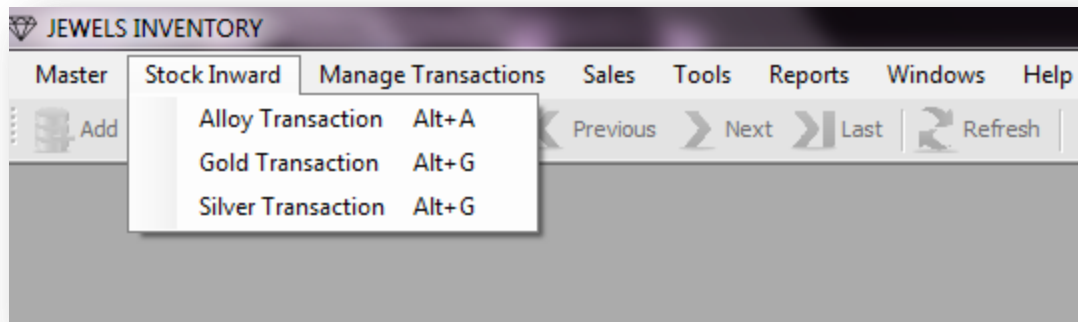 JEWELS INVENTORY
Master Stock Inward Manage Transactions Sales Tools Reports Windows Help
Add Previous Next Last Refresh
Alloy Transaction Alt+A
Gold Transaction Alt+G
Silver Transaction Alt+G